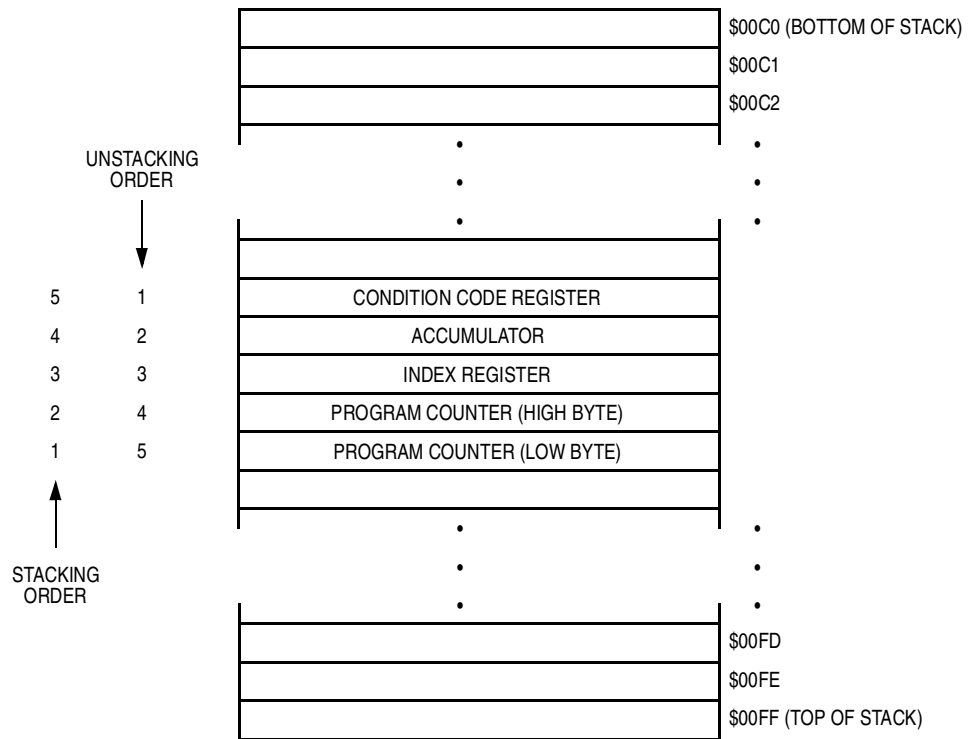 $00C0 (BOTTOM OF STACK)
$00C1
$00C2
UNSTACKING
ORDER
5 1 CONDITION CODE REGISTER
4 2 ACCUMULATOR
3 3 INDEX REGISTER
2 4 PROGRAM COUNTER (HIGH BYTE)
1 5 PROGRAM COUNTER (LOW BYTE)
STACKING
ORDER
$00FD
$00FE
$00FF (TOP OF STACK)